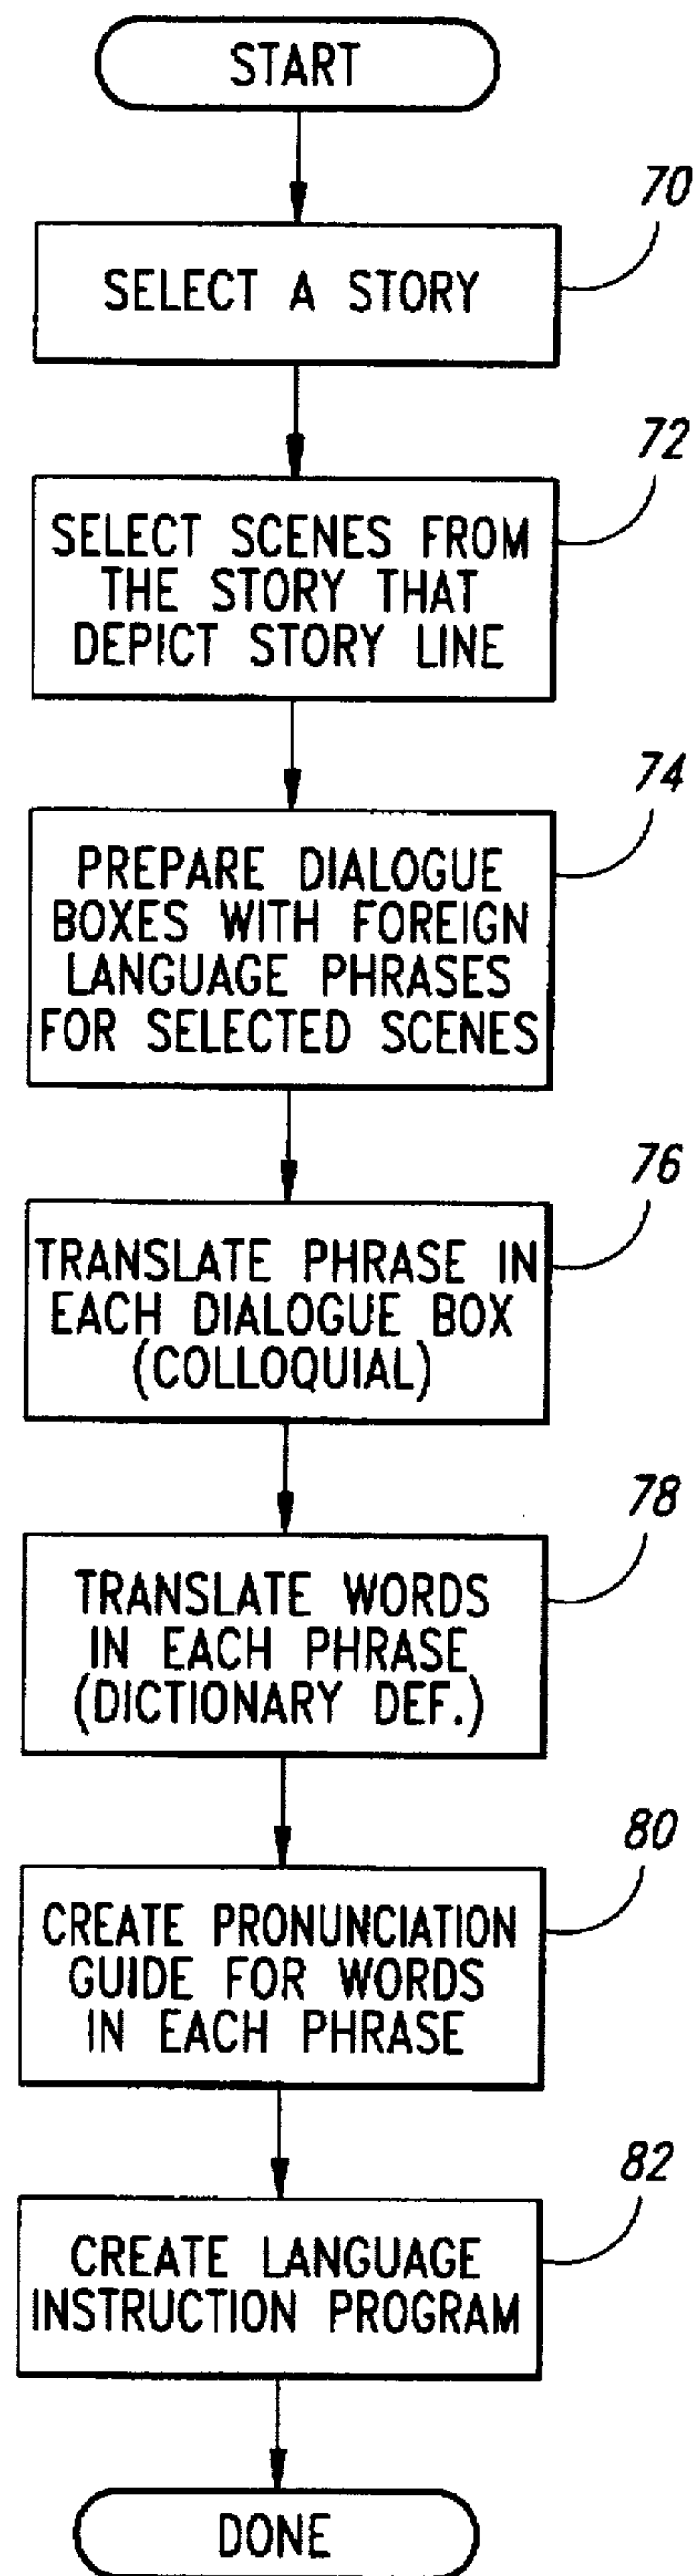 START
70
SELECT A STORY
72
SELECT SCENES FROM
THE STORY THAT
DEPICT STORY LINE
74
PREPARE DIALOGUE
BOXES WITH FOREIGN
LANGUAGE PHRASES
FOR SELECTED SCENES
76
TRANSLATE PHRASE IN
EACH DIALOGUE BOX
(COLLOQUIAL)
78
TRANSLATE WORDS
IN EACH PHRASE
(DICTIONARY DEF.)
80
CREATE PRONUNCIATION
GUIDE FOR WORDS
IN EACH PHRASE
82
CREATE LANGUAGE
INSTRUCTION PROGRAM
DONE